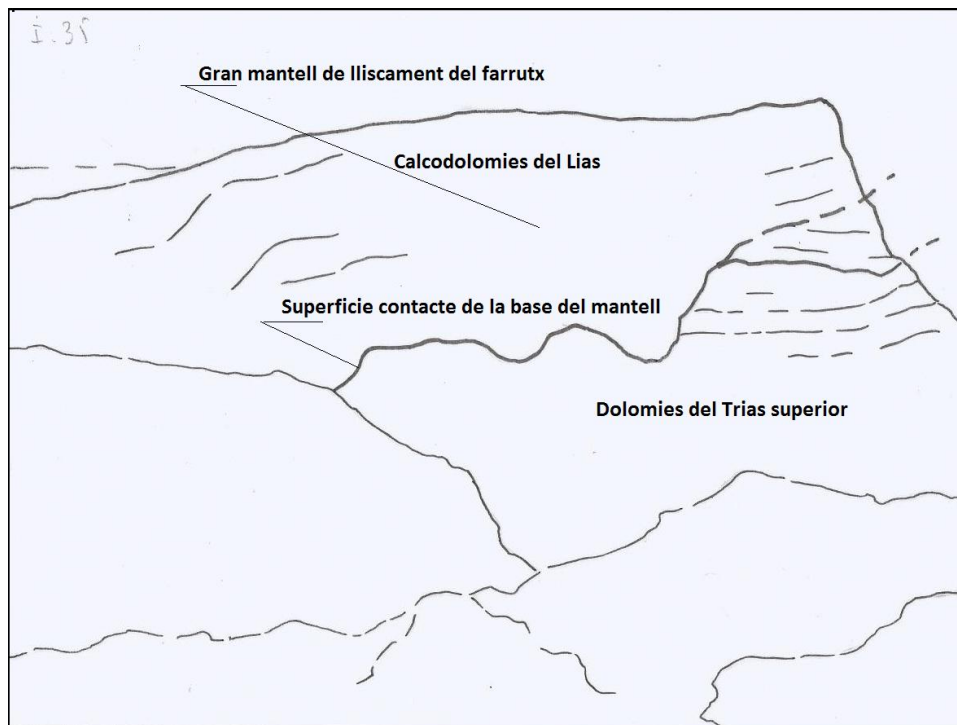 I.35
Gran mantell de lliscament del farrutx
Calcodolomies del Lias
Superficie contacte de la base del mantell
Dolomies del Trias superior